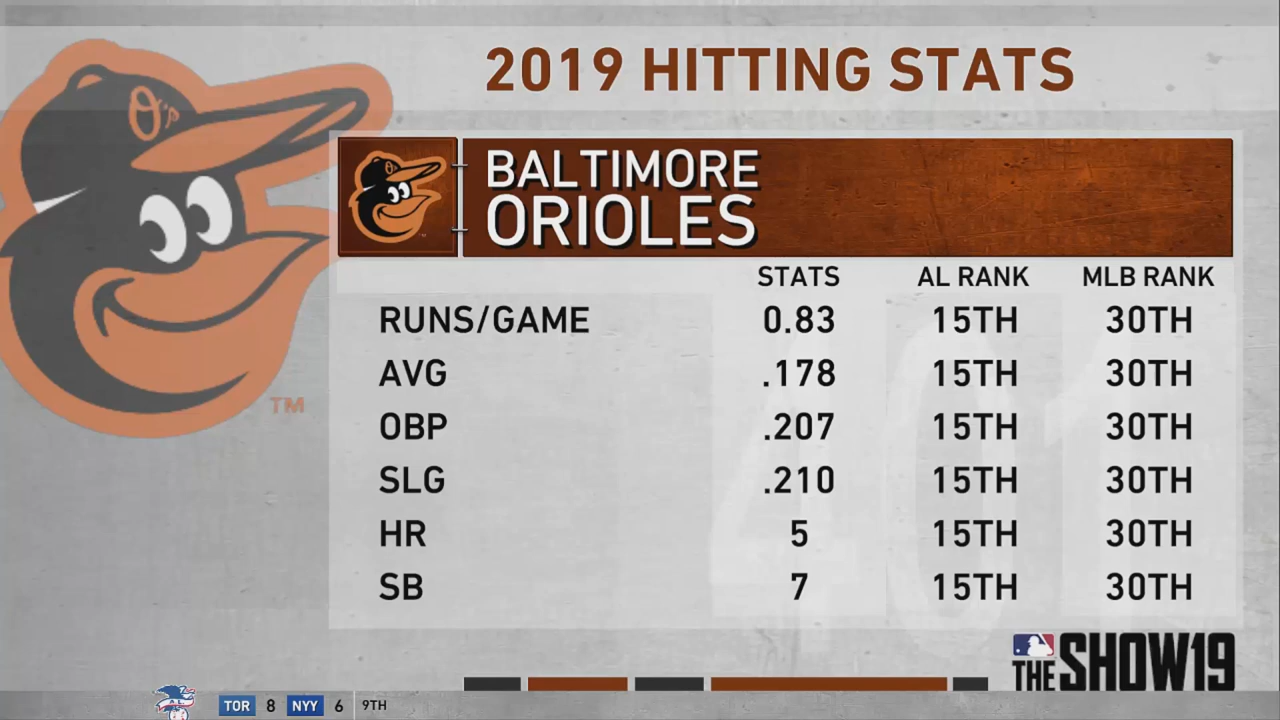 2019 HITTING STATS
O's
BALTIMORE
ORIOLES
TM
STATS AL RANK MLB RANK
RUNS/GAME 0.83 15TH 30TH
AVG .178 15TH 30TH
OBP .207 15TH 30TH
SLG .210 15TH 30TH
HR 5 15TH 30TH
SB 7 15TH 30TH
401
THE SHOW19
TOR 8 NYY 6 9TH